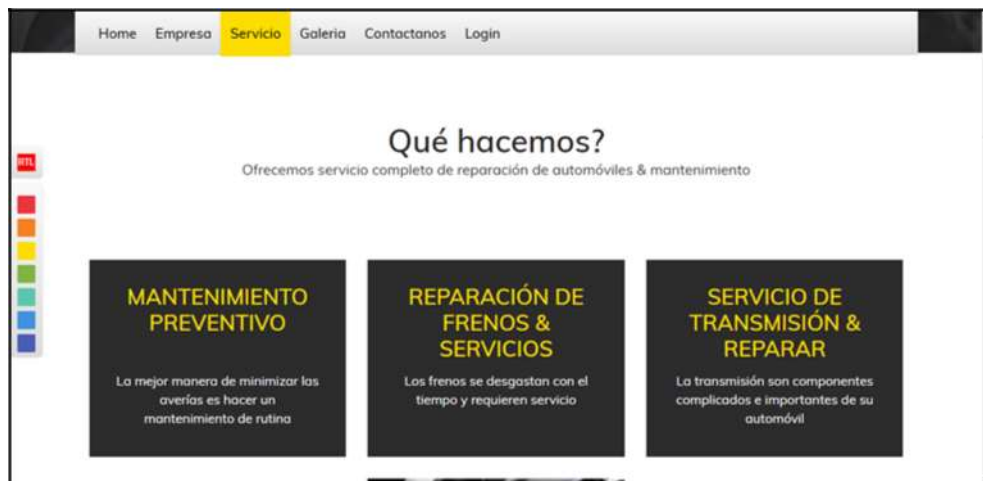 Home Empresa Servicio Galeria Contactanos Login
Qué hacemos?
Ofrecemos servicio completo de reparación de automóviles & mantenimiento
RTL
MANTENIMIENTO
PREVENTIVO
La mejor manera de minimizar las
averías es hacer un
mantenimiento de rutina
REPARACIÓN DE
FRENOS &
SERVICIOS
Los frenos se desgastan con el
tiempo y requieren servicio
SERVICIO DE
TRANSMISIÓN &
REPARAR
La transmisión son componentes
complicados e importantes de su
automóvil